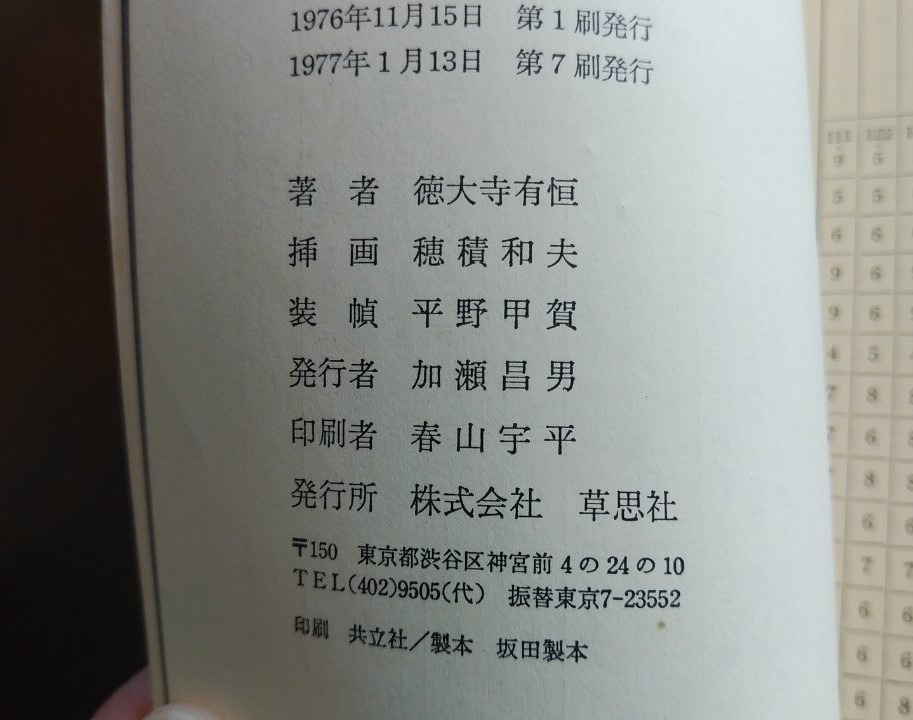 1976年11月15日　第1刷発行
1977年1月13日　第7刷発行
著　者　徳大寺有恒
挿　画　穂積和夫
装　幀　平野甲賀
発行者　加瀬昌男
印刷者　春山宇平
発行所　株式会社　草思社
〒150　東京都渋谷区神宮前4の24の10
TEL(402)9505(代)　振替東京7-23552
印刷　共立社／製本　坂田製本